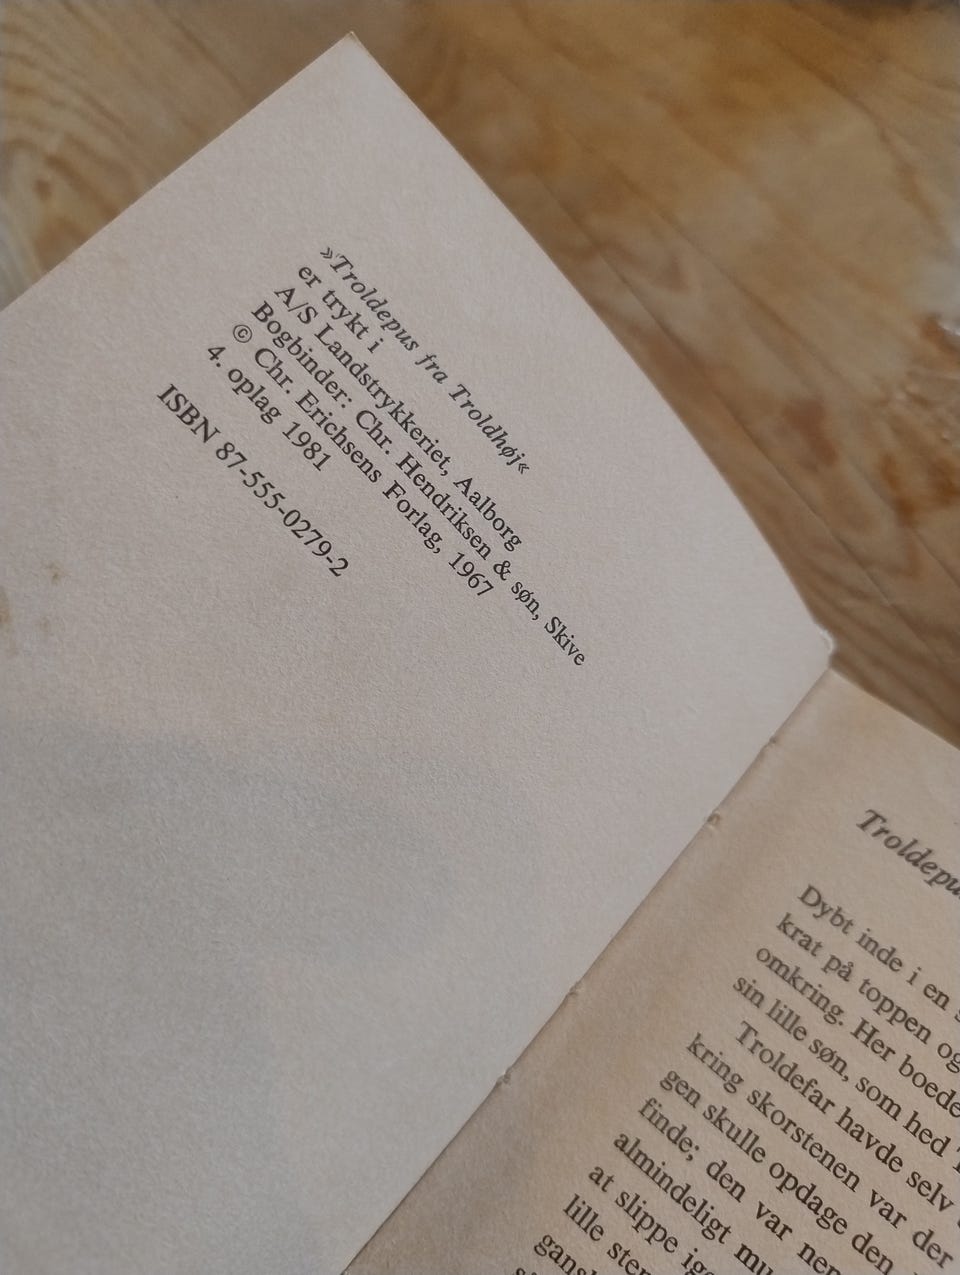 »Troldepus fra Troldhøj«
er trykt i
A/S Landstrykkeriet, Aalborg
Bogbinder: Chr. Hendriksen & søn, Skive
© Chr. Erichsens Forlag, 1967
4. oplag 1981
ISBN 87-555-0279-2
Dybt inde i en
krat på toppen og
omkring. Her boede
sin lille søn, som hed
Troldefar havde selv
kring skorstenen var der
gen skulle opdage den
finde; den var
almindeligt
at slippe
lille